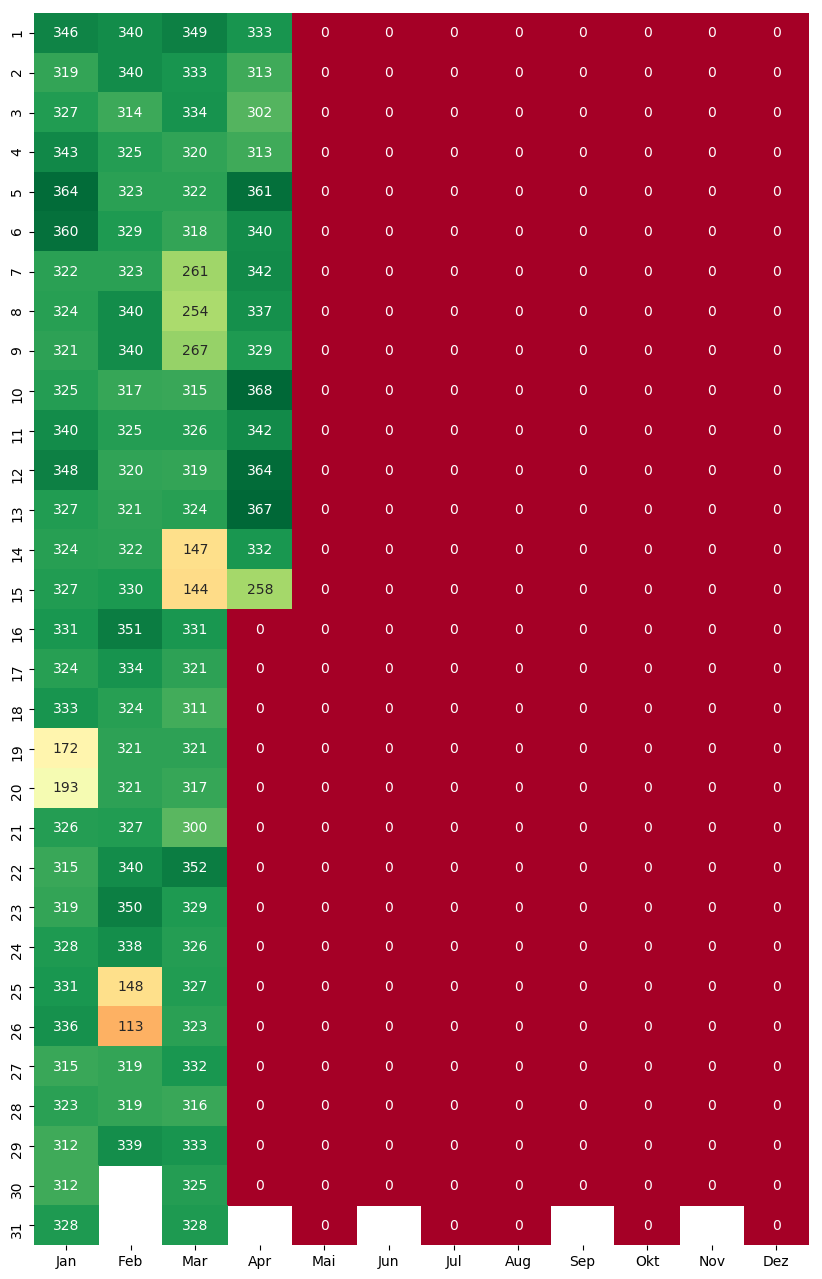 1 346 340 349 333 0 0 0 0 0 0 0 0
2 319 340 333 313 0 0 0 0 0 0 0 0
3 327 314 334 302 0 0 0 0 0 0 0 0
4 343 325 320 313 0 0 0 0 0 0 0 0
5 364 323 322 361 0 0 0 0 0 0 0 0
6 360 329 318 340 0 0 0 0 0 0 0 0
7 322 323 261 342 0 0 0 0 0 0 0 0
8 324 340 254 337 0 0 0 0 0 0 0 0
9 321 340 267 329 0 0 0 0 0 0 0 0
10 325 317 315 368 0 0 0 0 0 0 0 0
11 340 325 326 342 0 0 0 0 0 0 0 0
12 348 320 319 364 0 0 0 0 0 0 0 0
13 327 321 324 367 0 0 0 0 0 0 0 0
14 324 322 147 332 0 0 0 0 0 0 0 0
15 327 330 144 258 0 0 0 0 0 0 0 0
16 331 351 331 0 0 0 0 0 0 0 0 0
17 324 334 321 0 0 0 0 0 0 0 0 0
18 333 324 311 0 0 0 0 0 0 0 0 0
19 172 321 321 0 0 0 0 0 0 0 0 0
20 193 321 317 0 0 0 0 0 0 0 0 0
21 326 327 300 0 0 0 0 0 0 0 0 0
22 315 340 352 0 0 0 0 0 0 0 0 0
23 319 350 329 0 0 0 0 0 0 0 0 0
24 328 338 326 0 0 0 0 0 0 0 0 0
25 331 148 327 0 0 0 0 0 0 0 0 0
26 336 113 323 0 0 0 0 0 0 0 0 0
27 315 319 332 0 0 0 0 0 0 0 0 0
28 323 319 316 0 0 0 0 0 0 0 0 0
29 312 339 333 0 0 0 0 0 0 0 0 0
30 312 325 0 0 0 0 0 0 0 0 0
31 328 328 0 0 0 0 0
Jan Feb Mar Apr Mai Jun Jul Aug Sep Okt Nov Dez